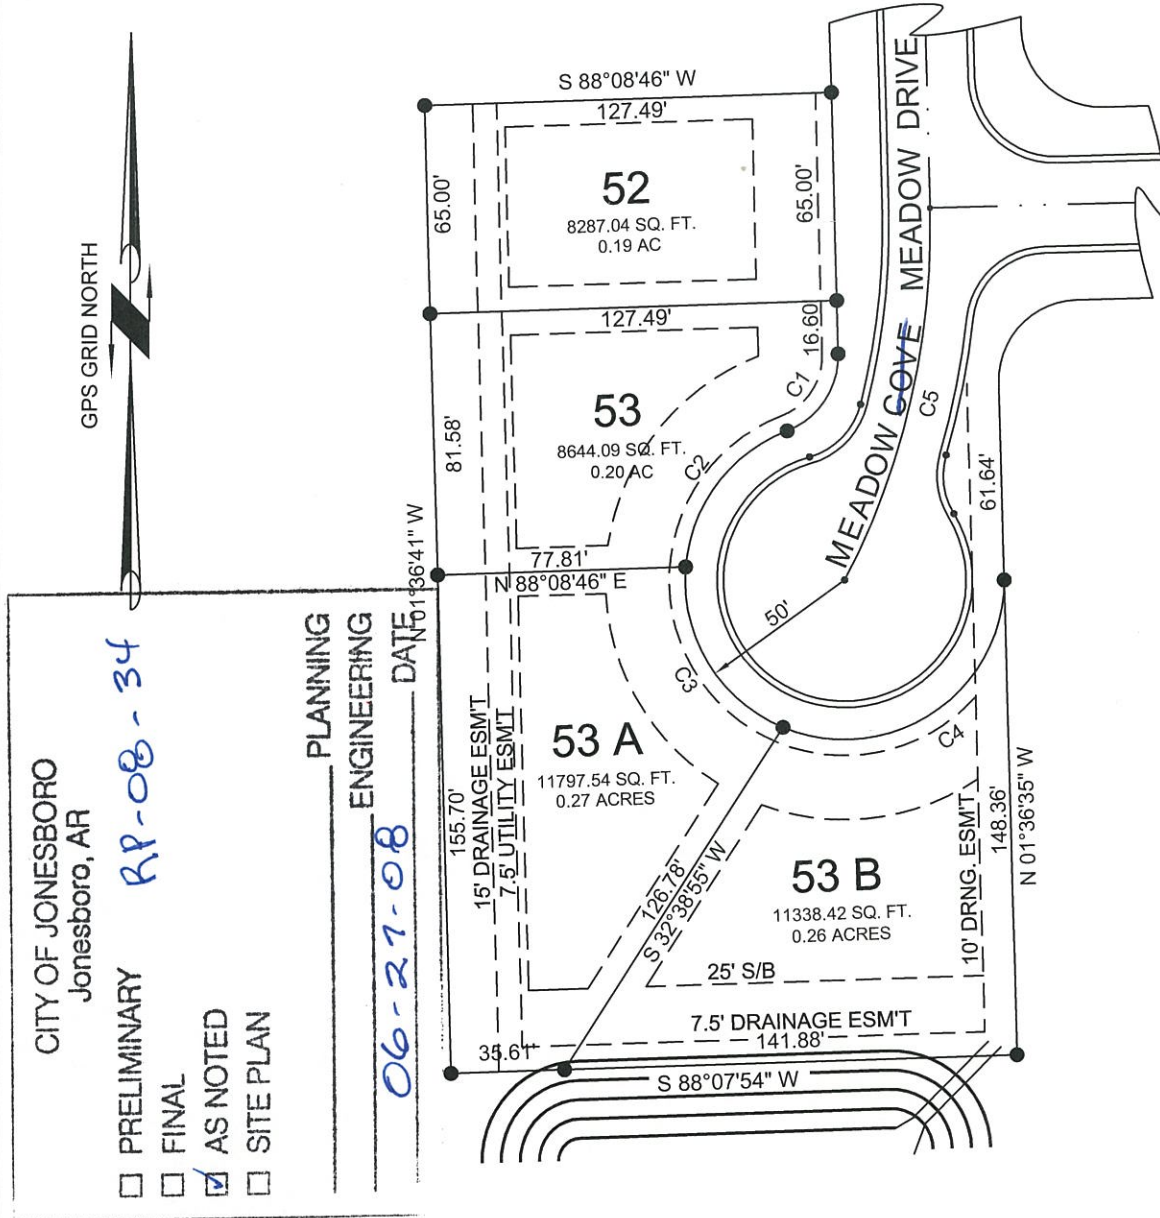 S 88°08'46" W
127.49'
65.00'
52
8287.04 SQ. FT.
0.19 AC
65.00'
MEADOW DRIVE
GPS GRID NORTH
127.49'
16.60
81.58'
53
8644.09 SQ. FT.
0.20 AC
C1
C2
MEADOW COVE
C5
61.64'
N 01°36'41" W
77.81'
N 88°08'46" E
50'
C3
C4
53 A
11797.54 SQ. FT.
0.27 ACRES
155.70'
15' DRAINAGE ESM'T
7.5' UTILITY ESM'T
126.78'
S 32°38'55" W
53 B
11338.42 SQ. FT.
0.26 ACRES
10' DRNG. ESM'T
148.36'
N 01°36'35" W
25' S/B
7.5' DRAINAGE ESM'T
141.88'
35.61'
S 88°07'54" W
CITY OF JONESBORO
Jonesboro, AR
☐ PRELIMINARY RP-08-34
☐ FINAL
☑ AS NOTED
☐ SITE PLAN
PLANNING
ENGINEERING
06-27-08 DATE